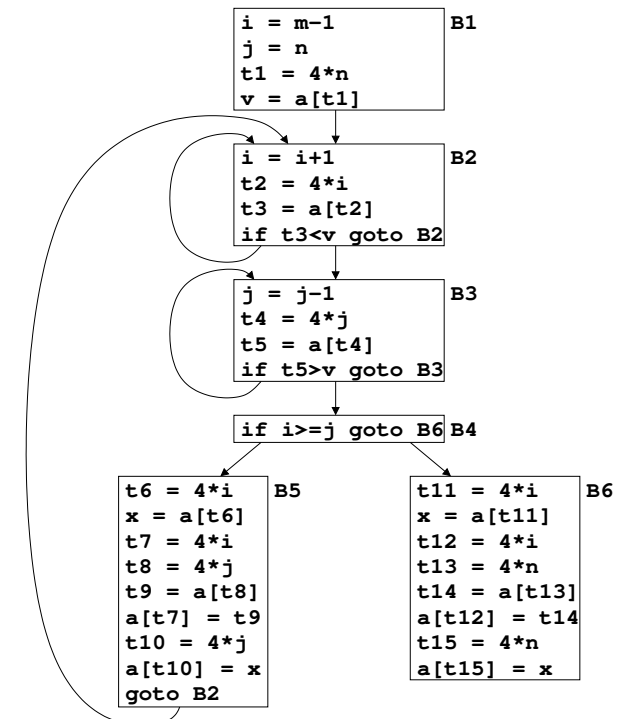 i = m-1 B1
j = n
t1 = 4*n
v = a[t1]
i = i+1 B2
t2 = 4*i
t3 = a[t2]
if t3<v goto B2
j = j-1 B3
t4 = 4*j
t5 = a[t4]
if t5>v goto B3
if i>=j goto B6 B4
t6 = 4*i B5
x = a[t6]
t7 = 4*i
t8 = 4*j
t9 = a[t8]
a[t7] = t9
t10 = 4*j
a[t10] = x
goto B2
t11 = 4*i B6
x = a[t11]
t12 = 4*i
t13 = 4*n
t14 = a[t13]
a[t12] = t14
t15 = 4*n
a[t15] = x